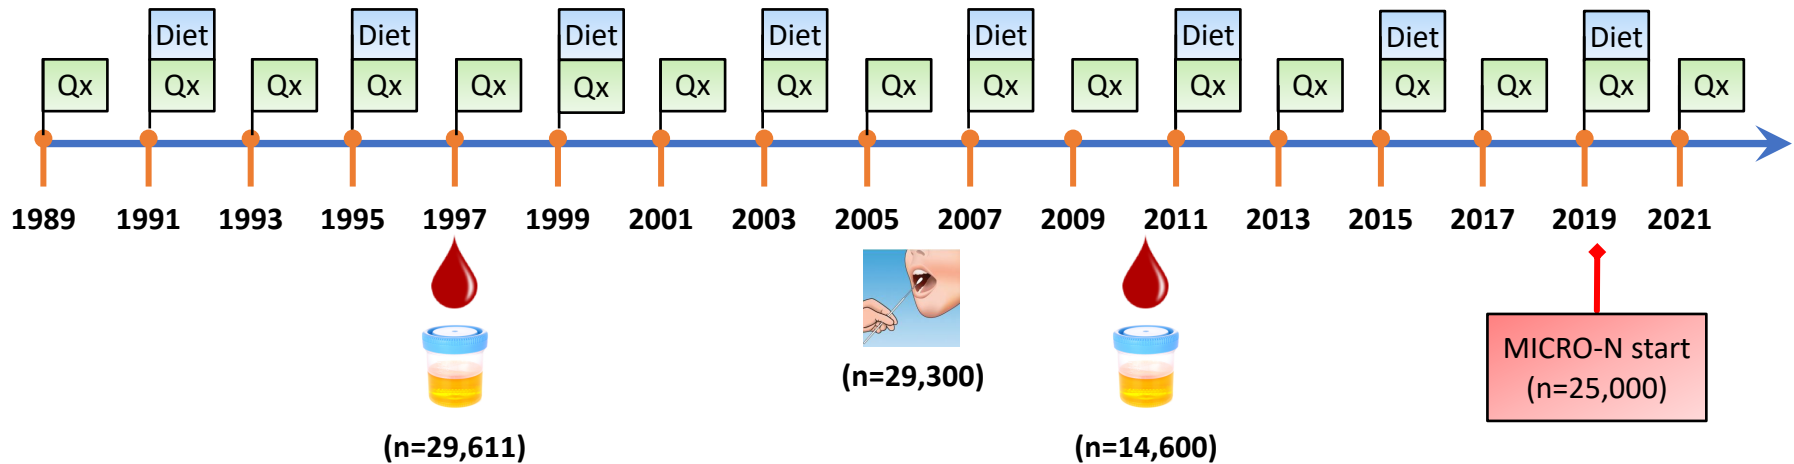 Diet Diet Diet Diet Diet Diet Diet Diet
Qx Qx Qx Qx Qx Qx Qx Qx Qx Qx Qx Qx Qx Qx Qx Qx Qx
1989 1991 1993 1995 1997 1999 2001 2003 2005 2007 2009 2011 2013 2015 2017 2019 2021
MICRO-N start
(n=25,000)
(n=29,300)
(n=29,611)
(n=14,600)